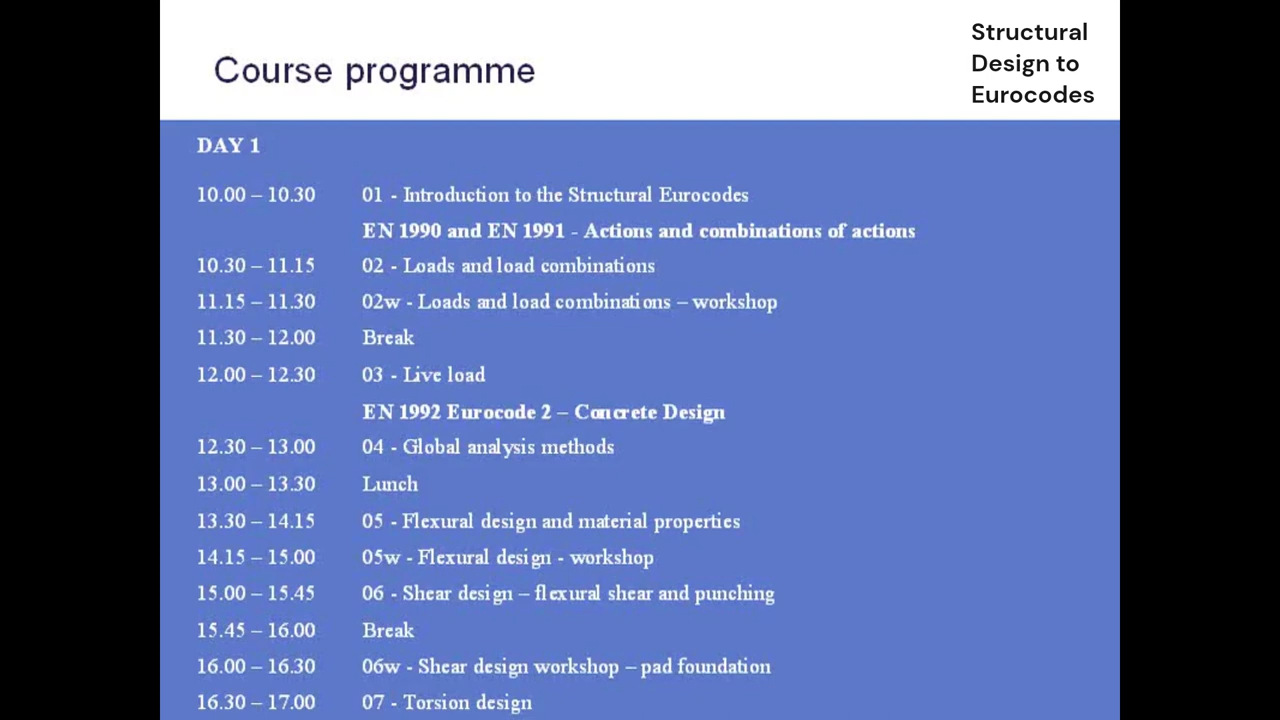 Course programme
Structural
Design to
Eurocodes
DAY 1
10.00 – 10.30 01 - Introduction to the Structural Eurocodes
EN 1990 and EN 1991 - Actions and combinations of actions
10.30 – 11.15 02 - Loads and load combinations
11.15 – 11.30 02w - Loads and load combinations – workshop
11.30 – 12.00 Break
12.00 – 12.30 03 - Live load
EN 1992 Eurocode 2 – Concrete Design
12.30 – 13.00 04 - Global analysis methods
13.00 – 13.30 Lunch
13.30 – 14.15 05 - Flexural design and material properties
14.15 – 15.00 05w - Flexural design - workshop
15.00 – 15.45 06 - Shear design – flexural shear and punching
15.45 – 16.00 Break
16.00 – 16.30 06w - Shear design workshop – pad foundation
16.30 – 17.00 07 - Torsion design